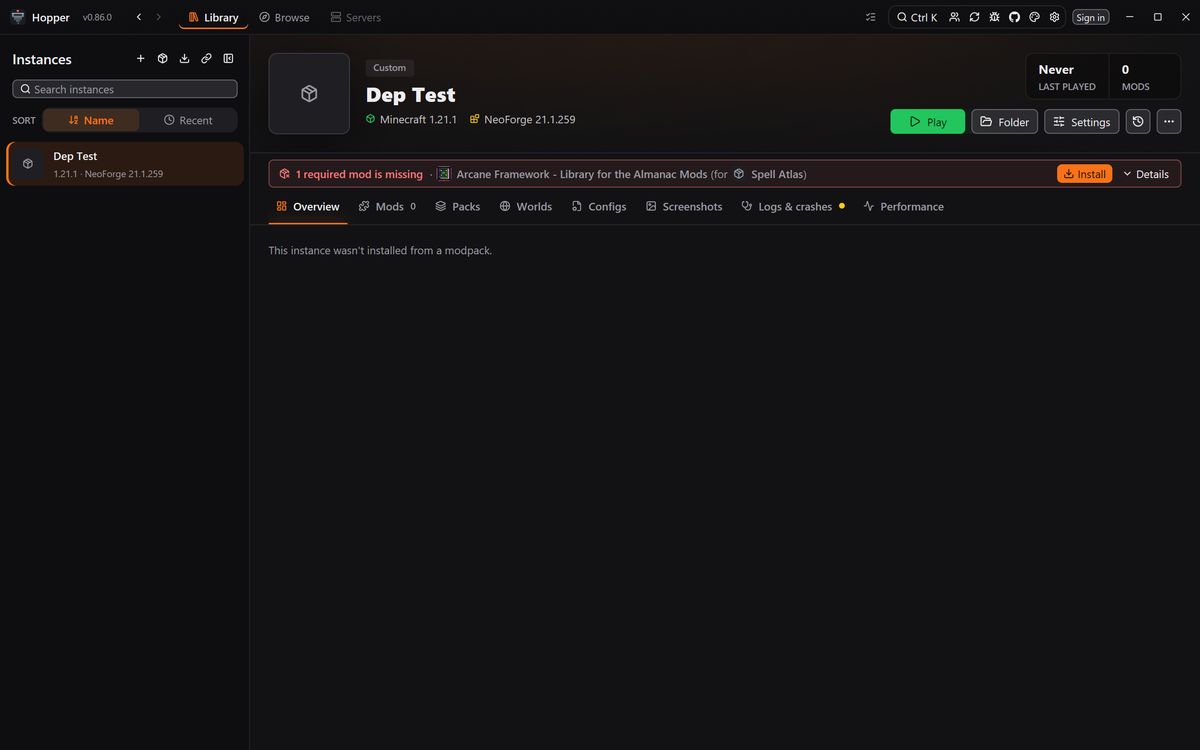 Hopper v0.86.0 Library Browse Servers Ctrl K Sign in
Instances
Search instances
SORT Name Recent
Dep Test
1.21.1 · NeoForge 21.1.259
Custom
Dep Test
Minecraft 1.21.1 NeoForge 21.1.259
Never 0
LAST PLAYED MODS
Play Folder Settings
1 required mod is missing · Arcane Framework - Library for the Almanac Mods (for Spell Atlas) Install Details
Overview Mods 0 Packs Worlds Configs Screenshots Logs & crashes Performance
This instance wasn't installed from a modpack.